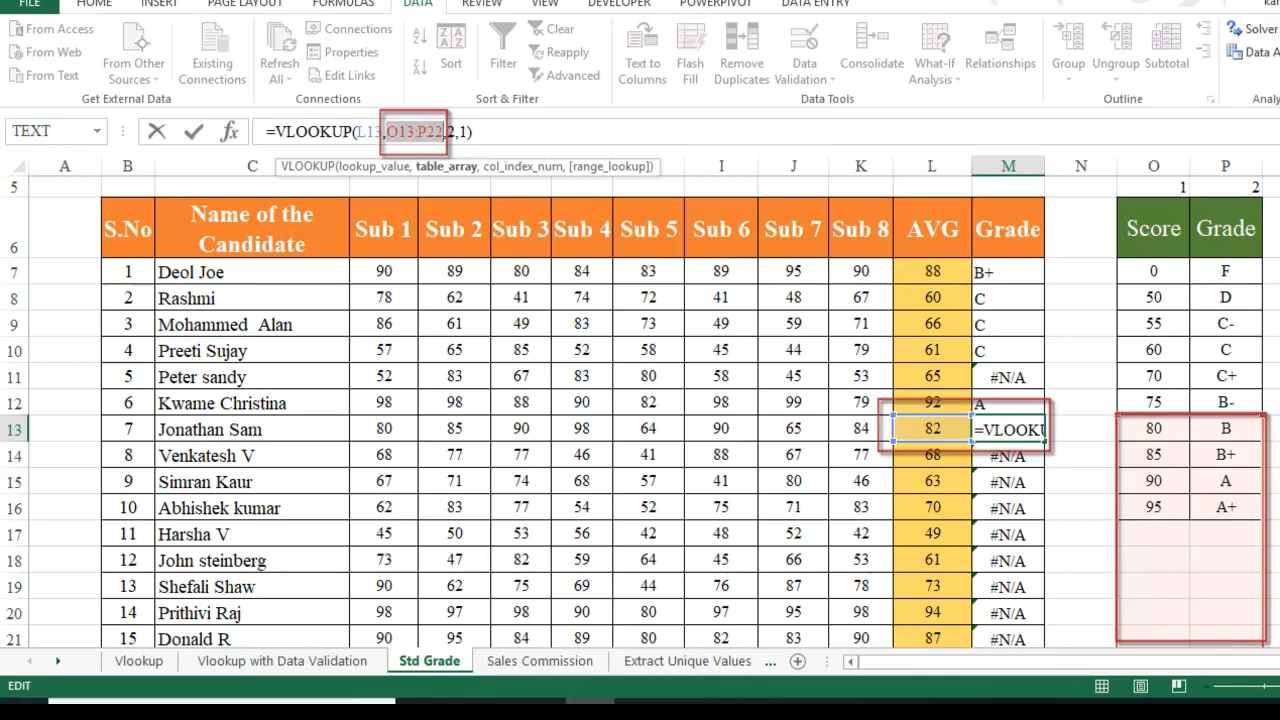 FILE HOME INSERT PAGE LAYOUT FORMULAS DATA REVIEW VIEW DEVELOPER POWERPIVOT DATA ENTRY
From Access
From Web
From Text
From Other Sources
Existing Connections
Get External Data
Refresh All
Connections
Properties
Edit Links
Connections
Sort
Filter
Clear
Reapply
Advanced
Sort & Filter
Text to Columns
Flash Fill
Remove Duplicates
Data Validation
Consolidate
What-If Analysis
Relationships
Data Tools
Group
Ungroup
Subtotal
Outline
Solver
TEXT fx =VLOOKUP(L13,O13:P22,2,1)
VLOOKUP(lookup_value, table_array, col_index_num, [range_lookup])
A B C I J K L M N O P
5 1 2
6 S.No Name of the Candidate Sub 1 Sub 2 Sub 3 Sub 4 Sub 5 Sub 6 Sub 7 Sub 8 AVG Grade Score Grade
7 1 Deol Joe 90 89 80 84 83 89 95 90 88 B+ 0 F
8 2 Rashmi 78 62 41 74 72 41 48 67 60 C 50 D
9 3 Mohammed Alan 86 61 49 83 73 49 59 71 66 C 55 C-
10 4 Preeti Sujay 57 65 85 52 58 45 44 79 61 C 60 C
11 5 Peter sandy 52 83 67 83 80 58 45 53 65 #N/A 70 C+
12 6 Kwame Christina 98 98 88 90 82 98 99 79 92 A 75 B-
13 7 Jonathan Sam 80 85 90 98 64 90 65 84 82 =VLOOKU 80 B
14 8 Venkatesh V 68 77 77 46 41 88 67 77 68 #N/A 85 B+
15 9 Simran Kaur 67 71 74 68 57 41 80 46 63 #N/A 90 A
16 10 Abhishek kumar 62 83 77 54 52 75 71 83 70 #N/A 95 A+
17 11 Harsha V 45 50 53 56 42 48 52 42 49 #N/A
18 12 John steinberg 73 47 82 59 64 45 66 53 61 #N/A
19 13 Shefali Shaw 90 62 75 69 44 76 87 78 73 #N/A
20 14 Prithivi Raj 98 97 98 90 80 97 95 98 94 #N/A
21 15 Donald R 90 95 84 89 80 82 83 90 87 #N/A
Vlookup Vlookup with Data Validation Std Grade Sales Commission Extract Unique Values ...
EDIT